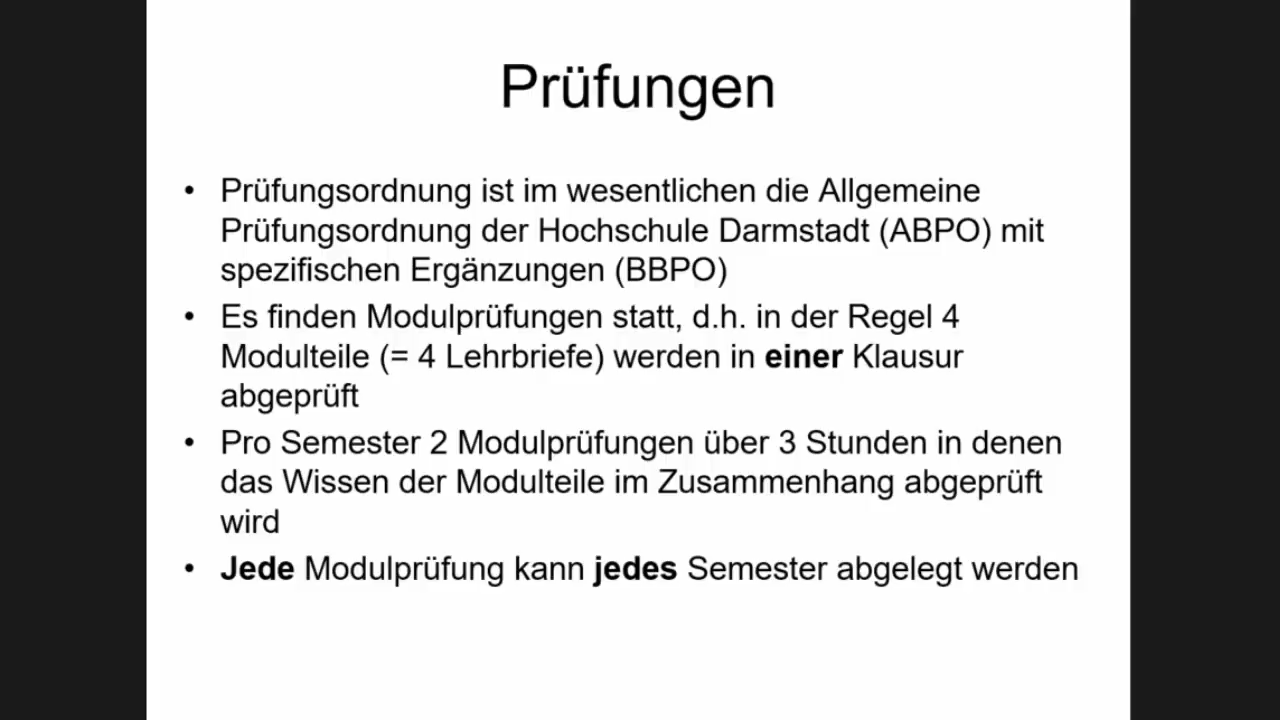 Prüfungen
• Prüfungsordnung ist im wesentlichen die Allgemeine
Prüfungsordnung der Hochschule Darmstadt (ABPO) mit
spezifischen Ergänzungen (BBPO)
• Es finden Modulprüfungen statt, d.h. in der Regel 4
Modulteile (= 4 Lehrbriefe) werden in einer Klausur
abgeprüft
• Pro Semester 2 Modulprüfungen über 3 Stunden in denen
das Wissen der Modulteile im Zusammenhang abgeprüft
wird
• Jede Modulprüfung kann jedes Semester abgelegt werden